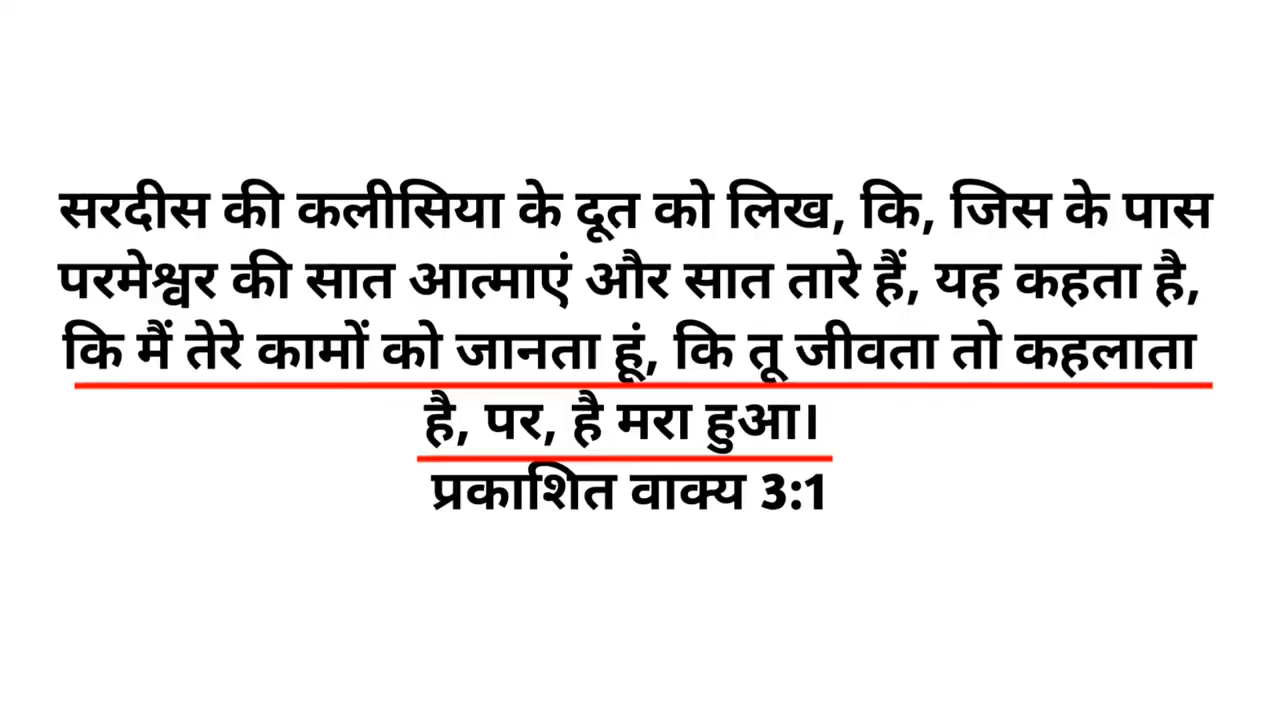 सरदीस की कलीसिया के दूत को लिख, कि, जिस के पास
परमेश्वर की सात आत्माएं और सात तारे हैं, यह कहता है,
कि मैं तेरे कामों को जानता हूं, कि तू जीवता तो कहलाता
है, पर, है मरा हुआ।
प्रकाशित वाक्य 3:1